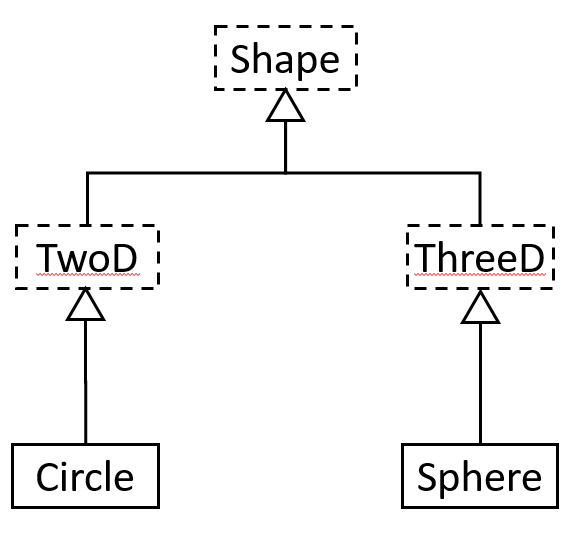 Shape
TwoD
ThreeD
Circle
Sphere